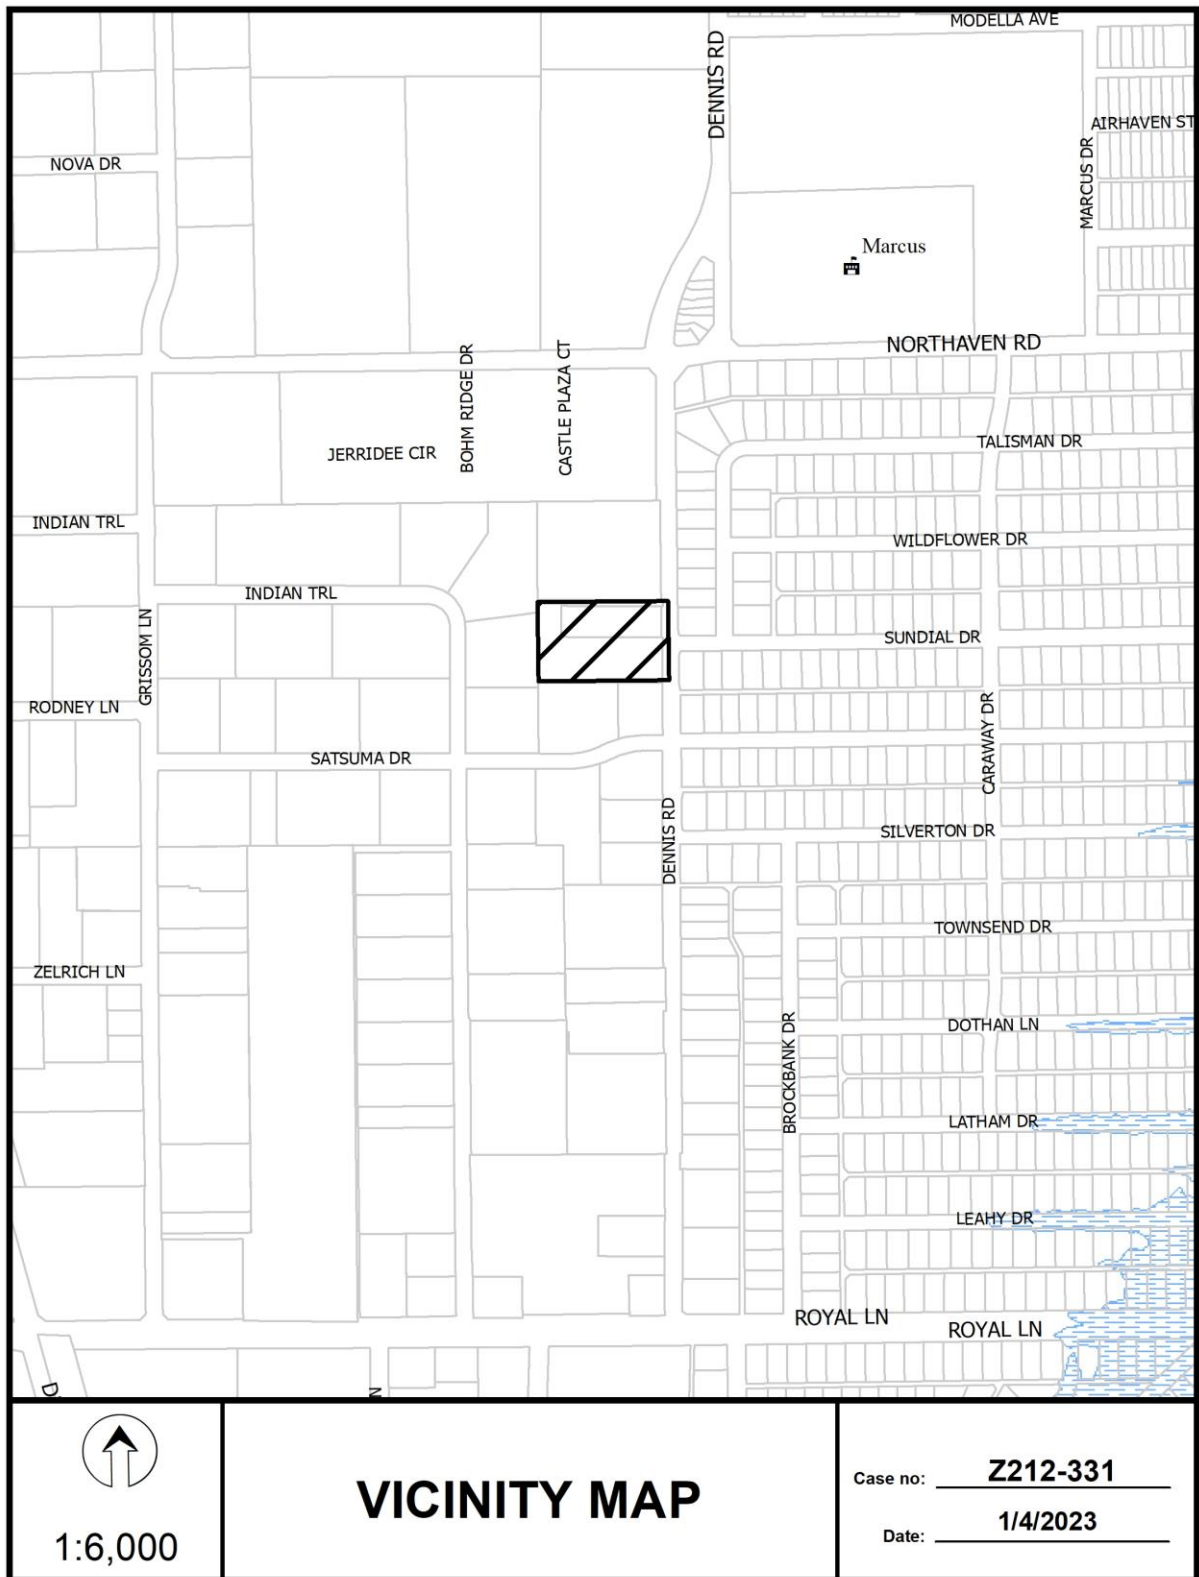 MODELLA AVE
DENNIS RD
AIRHAVEN ST
MARCUS DR
NOVA DR
Marcus
NORTHAVEN RD
BOHM RIDGE DR
CASTLE PLAZA CT
JERRIDEE CIR
TALISMAN DR
INDIAN TRL
WILDFLOWER DR
INDIAN TRL
GRISSOM LN
SUNDIAL DR
RODNEY LN
CARAWAY DR
SATSUMA DR
DENNIS RD
SILVERTON DR
TOWNSEND DR
ZELRICH LN
BROCKBANK DR
DOTHAN LN
LATHAM DR
LEAHY DR
ROYAL LN
ROYAL LN
D
N
1:6,000
VICINITY MAP
Case no: Z212-331
Date: 1/4/2023